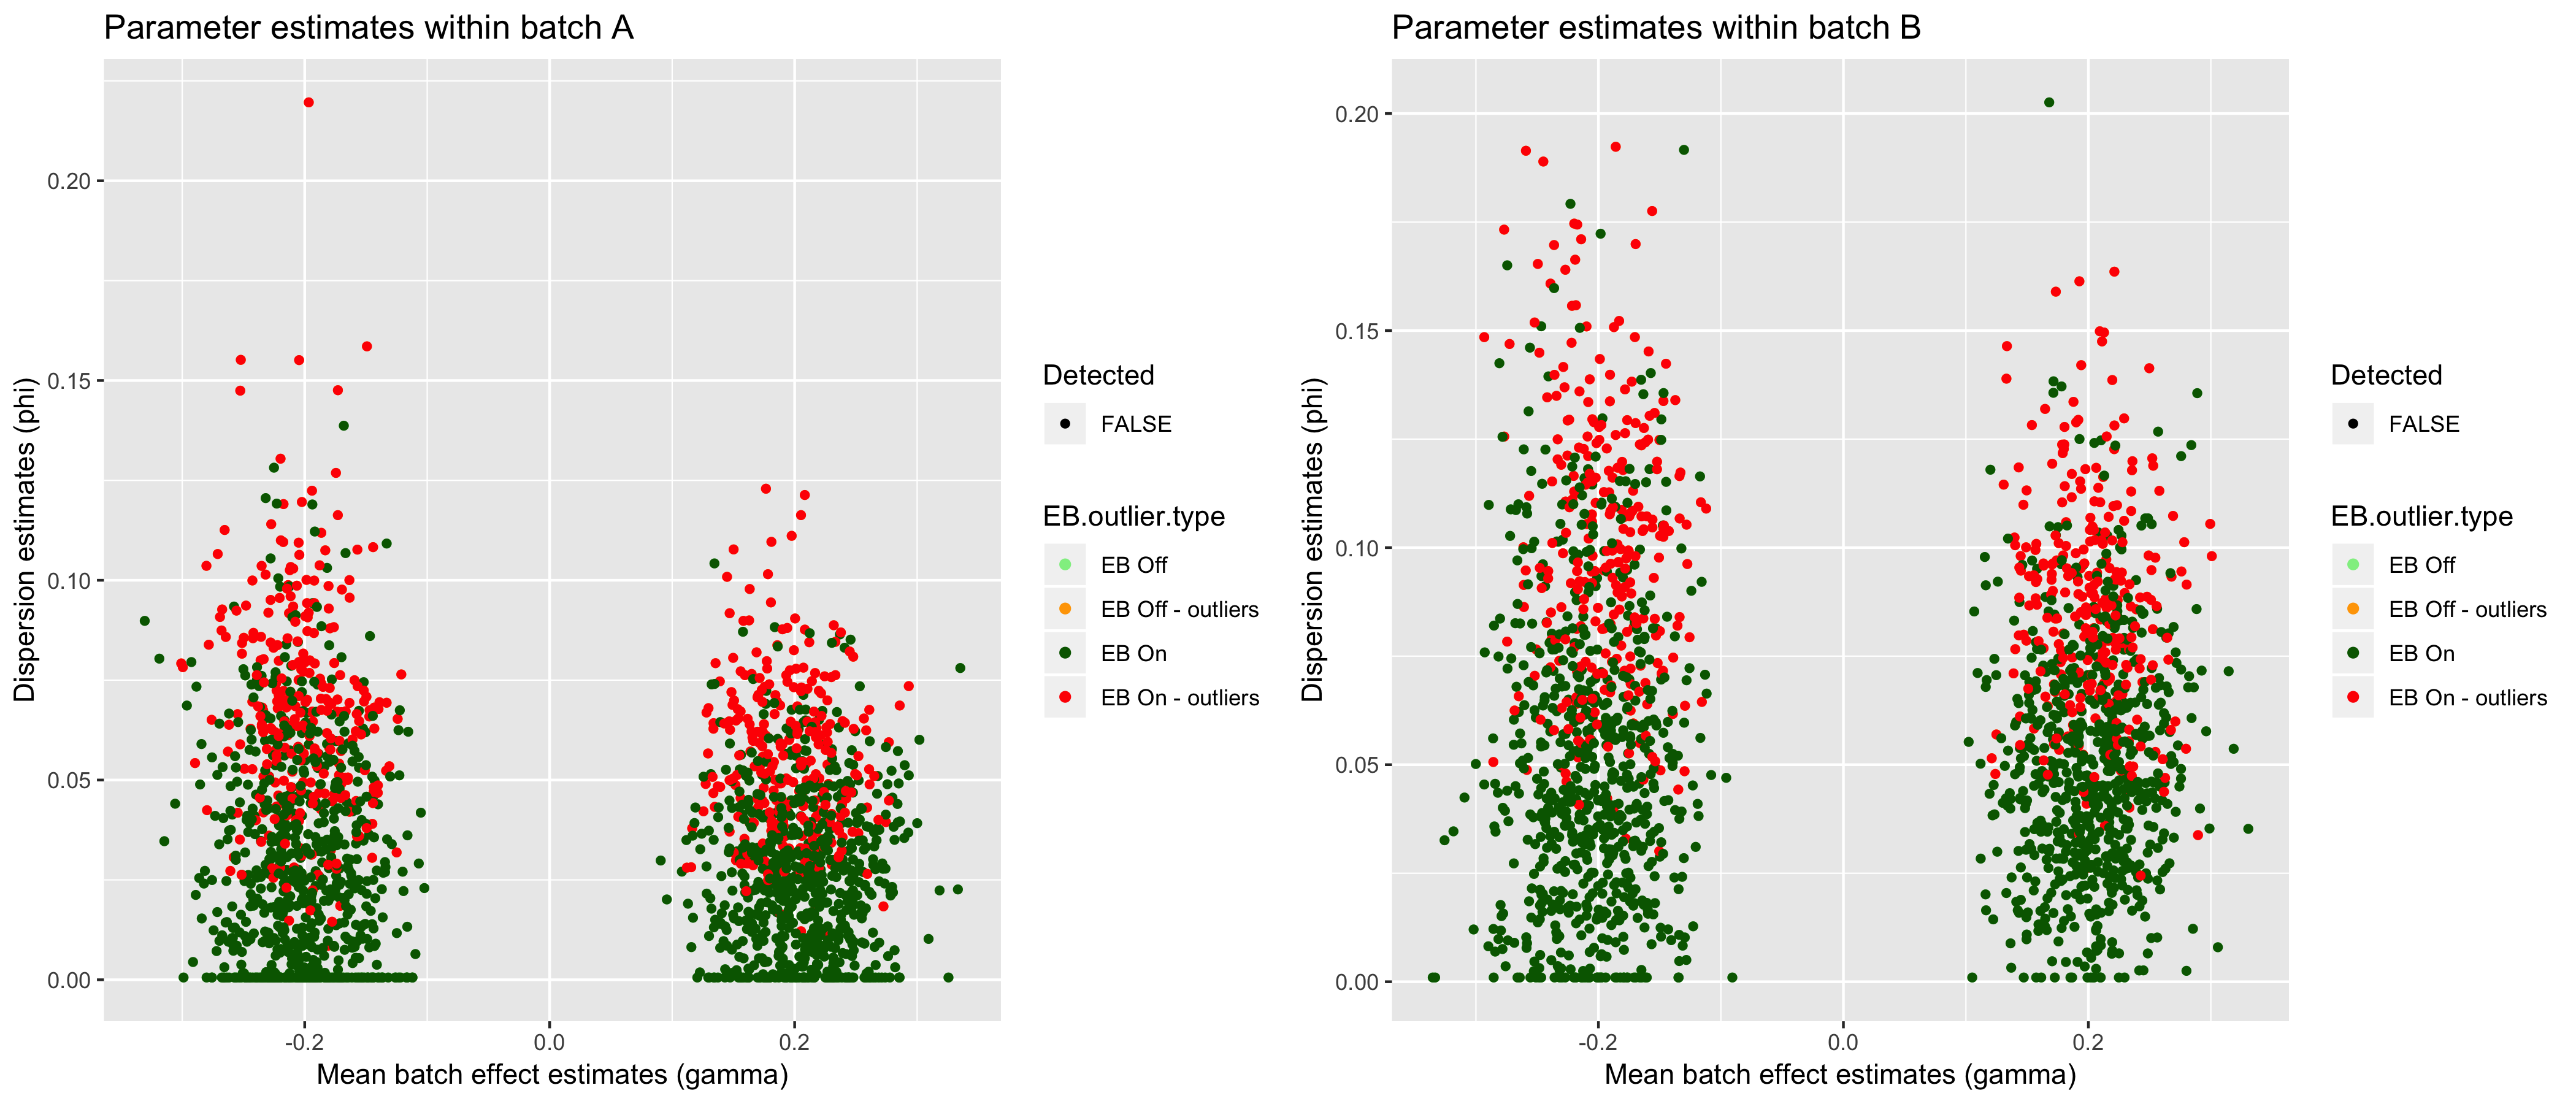 Parameter estimates within batch A
Dispersion estimates (phi)
0.20
0.15
0.10
0.05
0.00
-0.2
0.0
0.2
Mean batch effect estimates (gamma)
Detected
FALSE
EB.outlier.type
EB Off
EB Off - outliers
EB On
EB On - outliers
Parameter estimates within batch B
Dispersion estimates (phi)
0.20
0.15
0.10
0.05
0.00
-0.2
0.0
0.2
Mean batch effect estimates (gamma)
Detected
FALSE
EB.outlier.type
EB Off
EB Off - outliers
EB On
EB On - outliers